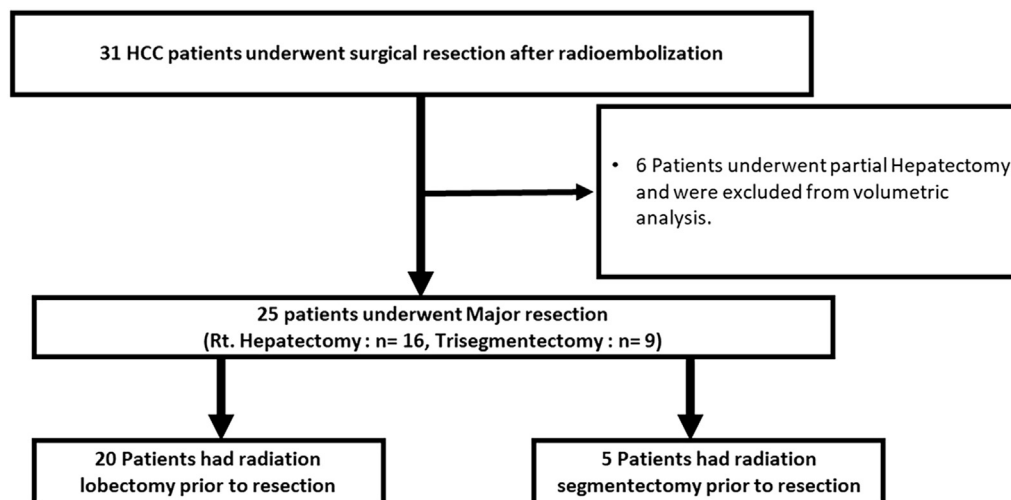 31 HCC patients underwent surgical resection after radioembolization
• 6 Patients underwent partial Hepatectomy
and were excluded from volumetric
analysis.
25 patients underwent Major resection
(Rt. Hepatectomy : n= 16, Trisegmentectomy : n= 9)
20 Patients had radiation
lobectomy prior to resection
5 Patients had radiation
segmentectomy prior to resection